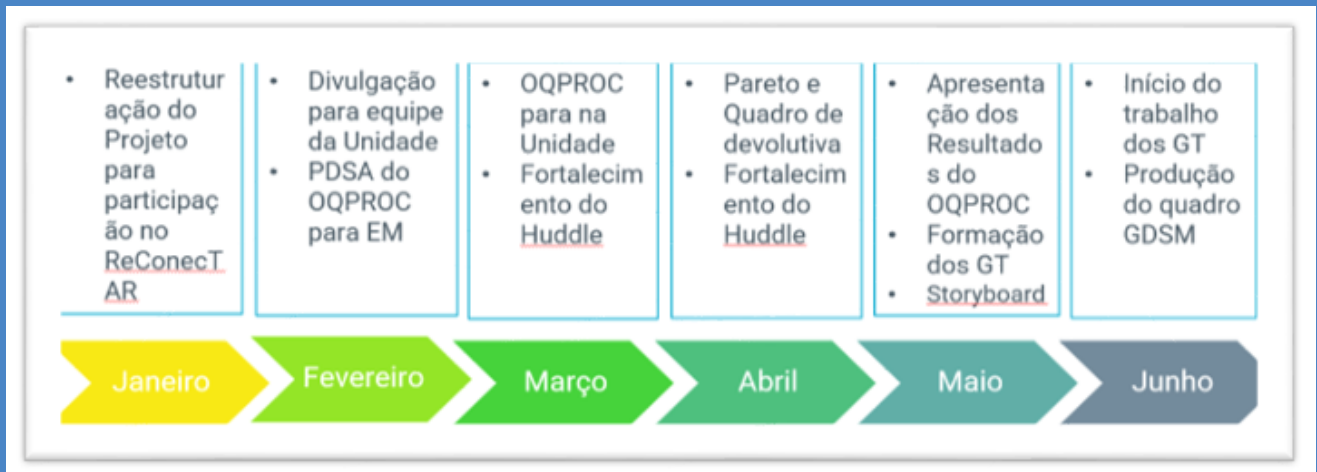 • Reestrutur
ação do
Projeto
para
participaç
ão no
ReConecT
AR
• Divulgação
para equipe
da Unidade
• PDSA do
OQPROC
para EM
• OQPROC
para na
Unidade
• Fortalecim
ento do
Huddle
• Pareto e
Quadro de
devolutiva
• Fortalecim
ento do
Huddle
• Apresenta
ção dos
Resultado
s do
OQPROC
• Formação
dos GT
• Storyboard
• Início do
trabalho
dos GT
• Produção
do quadro
GDSM
Janeiro
Fevereiro
Março
Abril
Maio
Junho